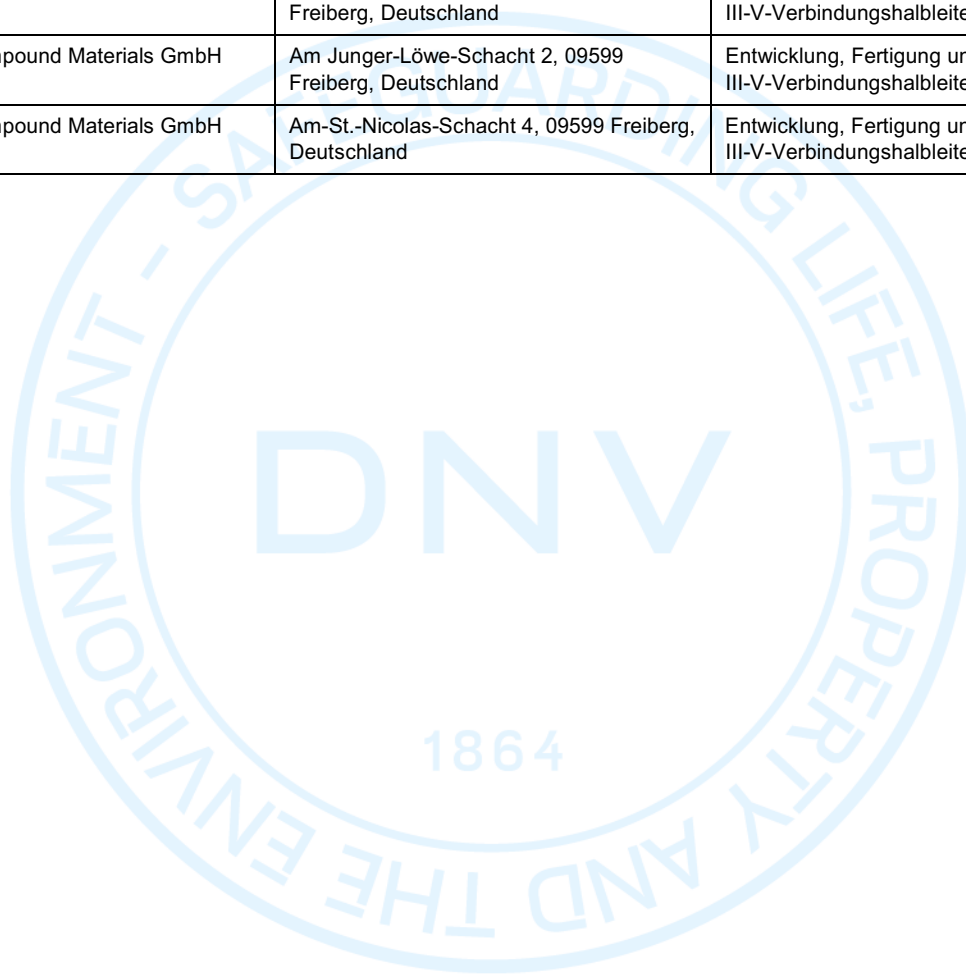 Freiberg, Deutschland
III-V-Verbindungshalbleite
pound Materials GmbH
Am Junger-Löwe-Schacht 2, 09599
Freiberg, Deutschland
Entwicklung, Fertigung ur
III-V-Verbindungshalbleite
pound Materials GmbH
Am-St.-Nicolas-Schacht 4, 09599 Freiberg,
Deutschland
Entwicklung, Fertigung ur
III-V-Verbindungshalbleite
SAFEGUARDING LIFE, PROPERTY AND THE ENVIRONMENT -
DNV
1864